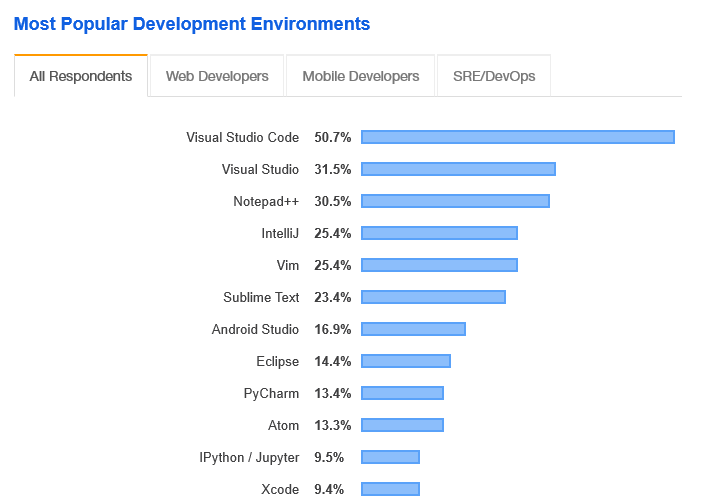 Most Popular Development Environments
All Respondents Web Developers Mobile Developers SRE/DevOps
Visual Studio Code 50.7%
Visual Studio 31.5%
Notepad++ 30.5%
IntelliJ 25.4%
Vim 25.4%
Sublime Text 23.4%
Android Studio 16.9%
Eclipse 14.4%
PyCharm 13.4%
Atom 13.3%
IPython / Jupyter 9.5%
Xcode 9.4%